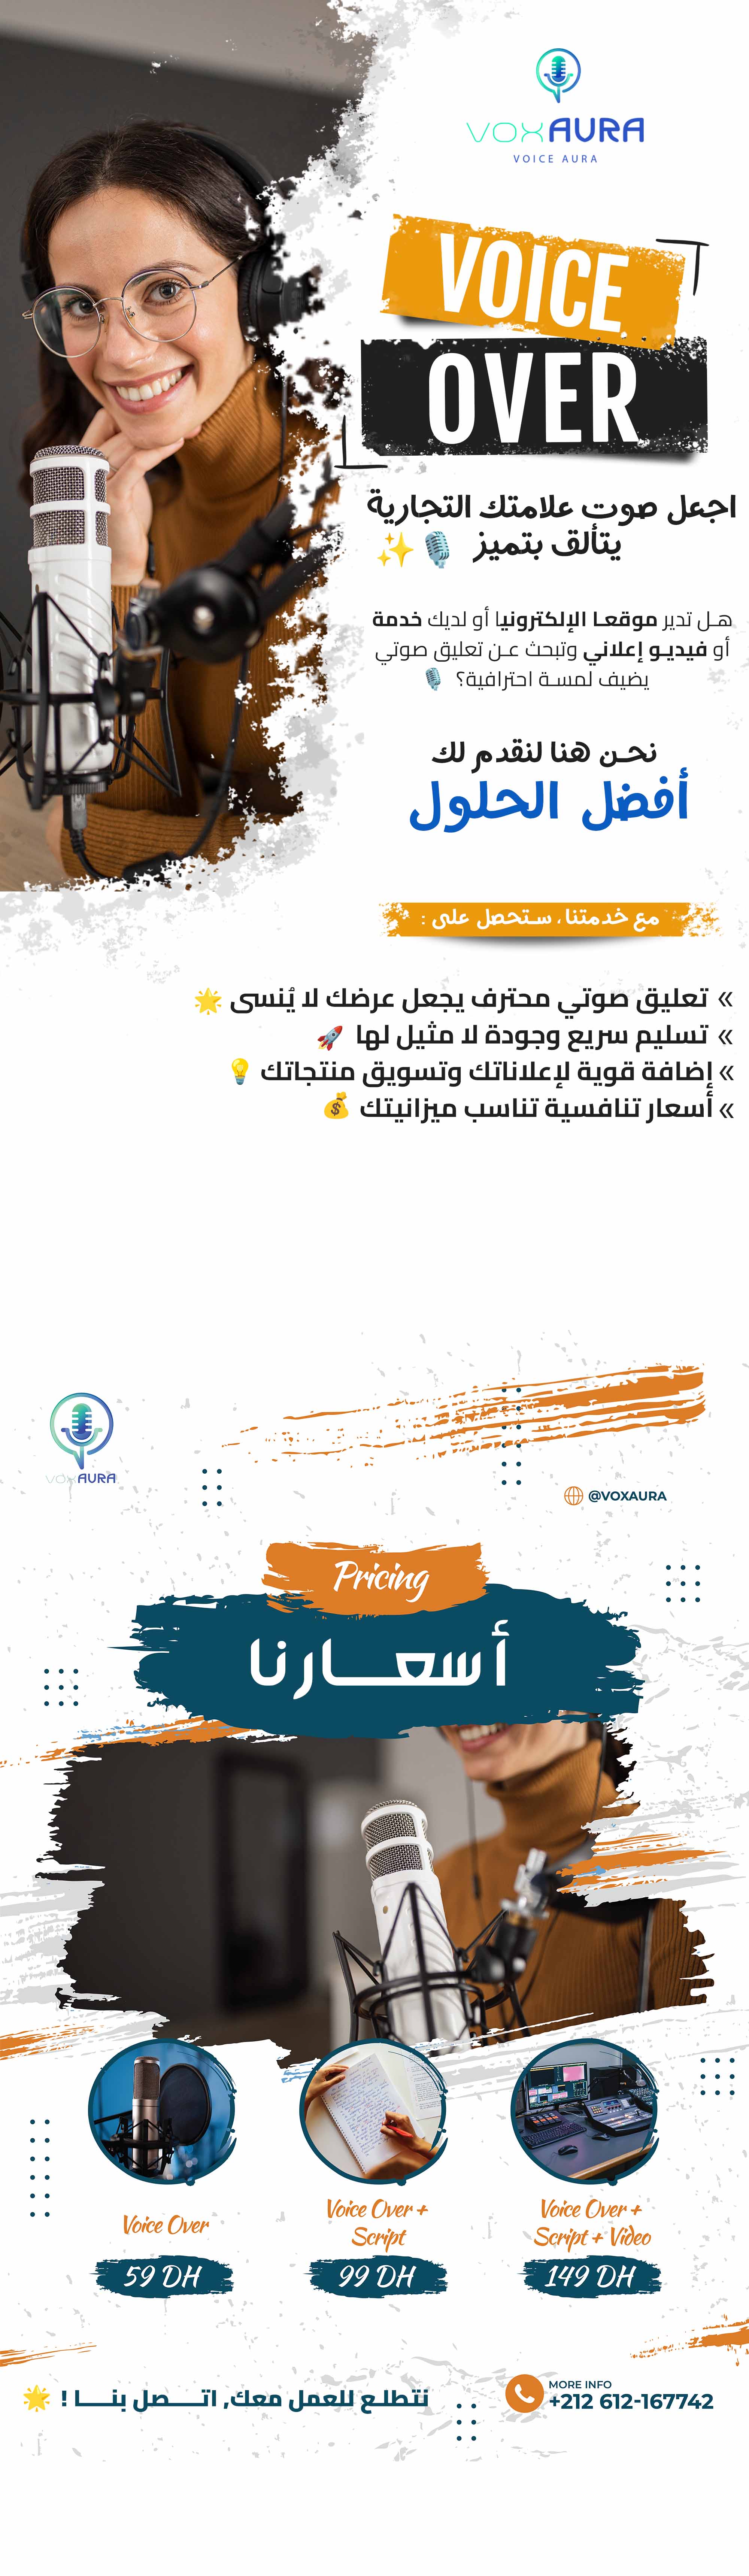 VOXAURA
VOICE AURA
VOICE
OVER
اجعل صوت علامتك التجارية
يتألق بتميز 🎙️✨
هل تدير موقعا الإلكترونيا أو لديك خدمة
أو فيديو إعلاني وتبحث عن تعليق صوتي
يضيف لمسة احترافية؟ 🎙️
نحن هنا لنقدم لك
أفضل الحلول
مع خدمتنا، ستحصل على :
» تعليق صوتي محترف يجعل عرضك لا يُنسى 🌟
» تسليم سريع وجودة لا مثيل لها 🚀
» إضافة قوية لإعلاناتك وتسويق منتجاتك 💡
» أسعار تنافسية تناسب ميزانيتك 💰
VOXAURA
@VOXAURA
Pricing
أسعـــارنا
Voice Over
59 DH
Voice Over +
Script
99 DH
Voice Over +
Script + Video
149 DH
نتطلع للعمل معك, اتـــصل بنـــا ! 🌟
MORE INFO
+212 612-167742